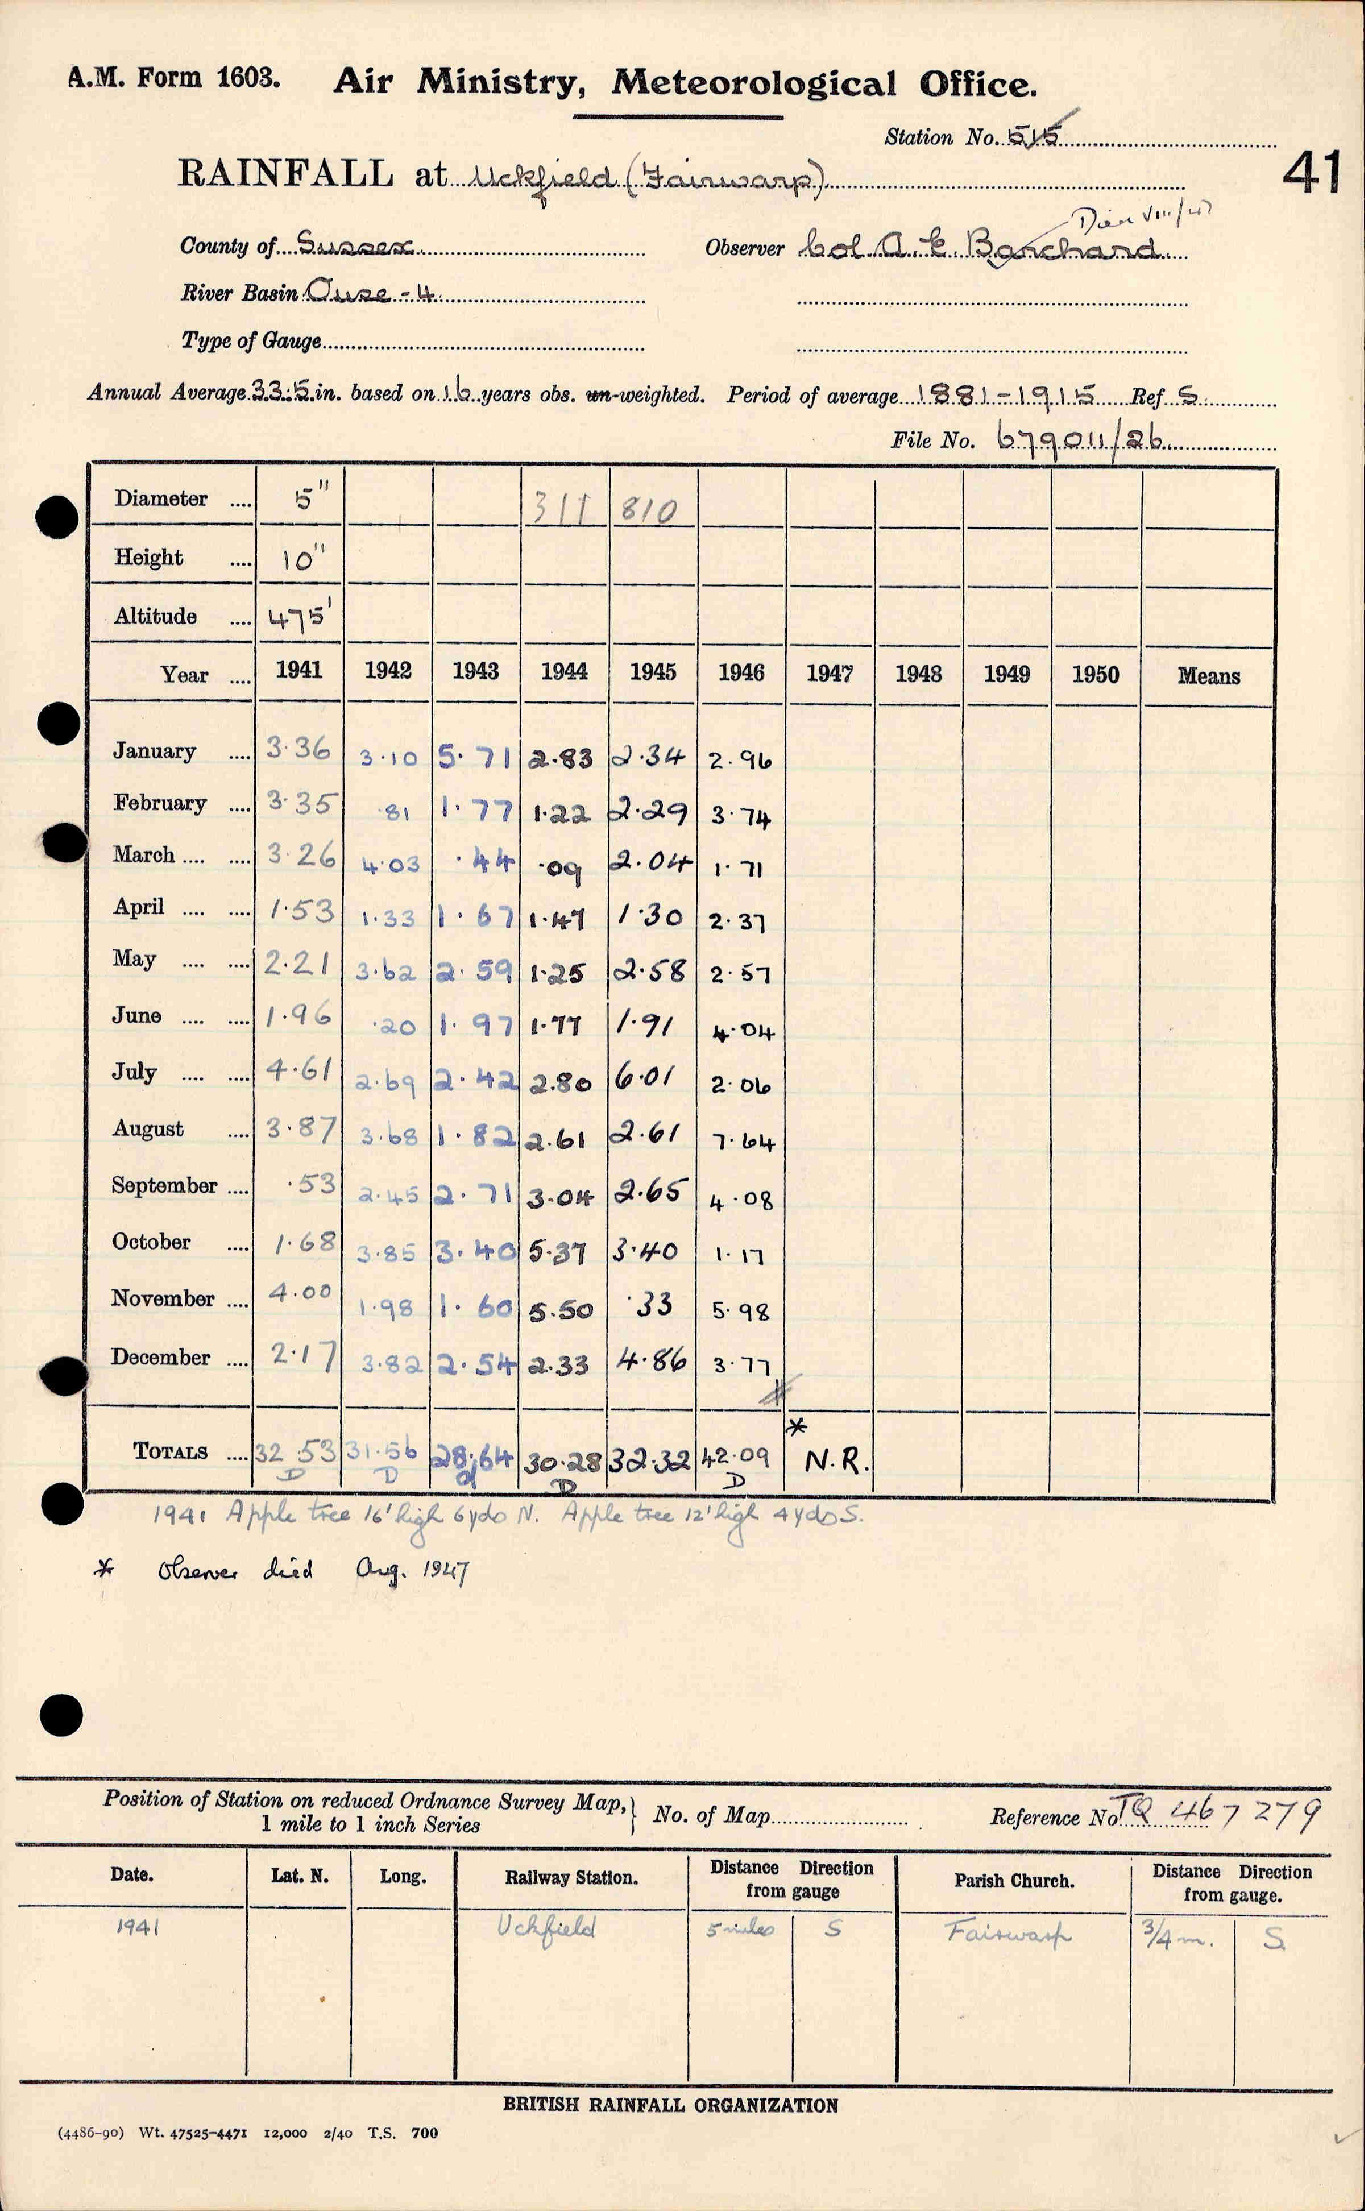 A.M. Form 1603. Air Ministry, Meteorological Office.
Station No. 515
41
RAINFALL at Uckfield (Fairwarp)
Died VIII/47
County of Sussex Observer Col. A. E. Barchard
River Basin Ouse - 4
Type of Gauge
Annual Average 33.5 in. based on 16 years obs. un-weighted. Period of average 1881-1915 Ref S.
File No. 679011/26
Diameter .... 5" 311 810
Height .... 10"
Altitude .... 475'
Year .... 1941 1942 1943 1944 1945 1946 1947 1948 1949 1950 Means
January .... 3.36 3.10 5.71 2.83 2.34 2.96
February .... 3.35 .81 1.77 1.22 2.29 3.74
March .... .... 3.26 4.03 .44 .09 2.04 1.71
April .... .... 1.53 1.33 1.67 1.47 1.30 2.37
May .... .... 2.21 3.62 2.59 1.25 2.58 2.57
June .... .... 1.96 .20 1.97 1.77 1.91 4.04
July .... .... 4.61 2.69 2.42 2.80 6.01 2.06
August .... 3.87 3.68 1.82 2.61 2.61 7.64
September .... .53 2.45 2.71 3.04 2.65 4.08
October .... 1.68 3.85 3.40 5.37 3.40 1.17
November .... 4.00 1.98 1.60 5.50 .33 5.98
December .... 2.17 3.82 2.54 2.33 4.86 3.77
*
TOTALS .... 32.53 31.56 28.64 30.28 32.32 42.09 N.R.
D D d D D
1941 Apple tree 16' high 6 yds N. Apple tree 12' high 4 yds S.
* Observer died Aug. 1947
Position of Station on reduced Ordnance Survey Map, } No. of Map Reference No. TQ 467279
1 mile to 1 inch Series
Date. Lat. N. Long. Railway Station. Distance Direction from gauge Parish Church. Distance Direction from gauge.
1941 Uckfield 5 miles S Fairwarp 3/4 m. S.
BRITISH RAINFALL ORGANIZATION
(4486-90) Wt. 47525-4471 12,000 2/40 T.S. 700